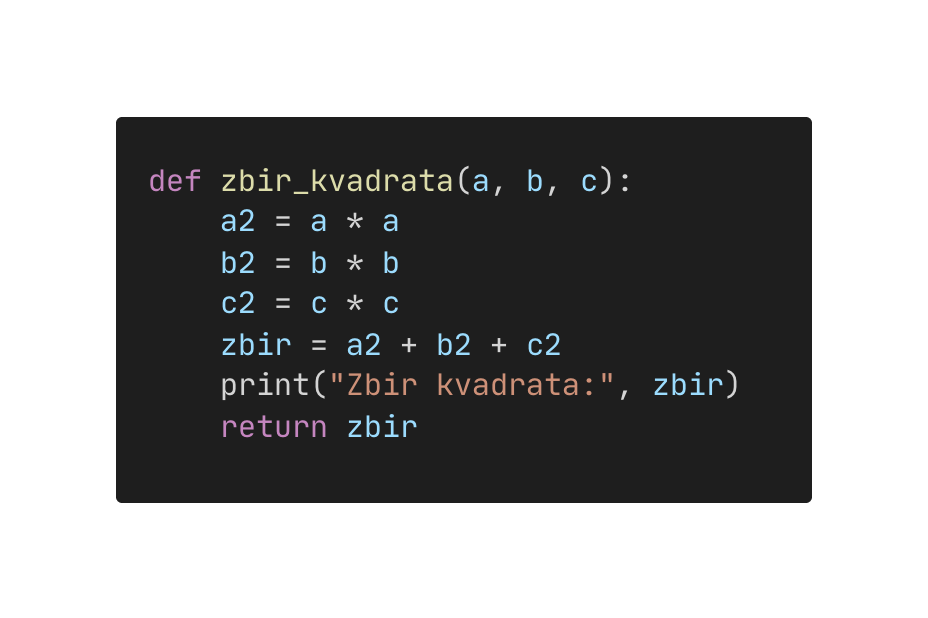 def zbir_kvadrata(a, b, c):
    a2 = a * a
    b2 = b * b
    c2 = c * c
    zbir = a2 + b2 + c2
    print("Zbir kvadrata:", zbir)
    return zbir